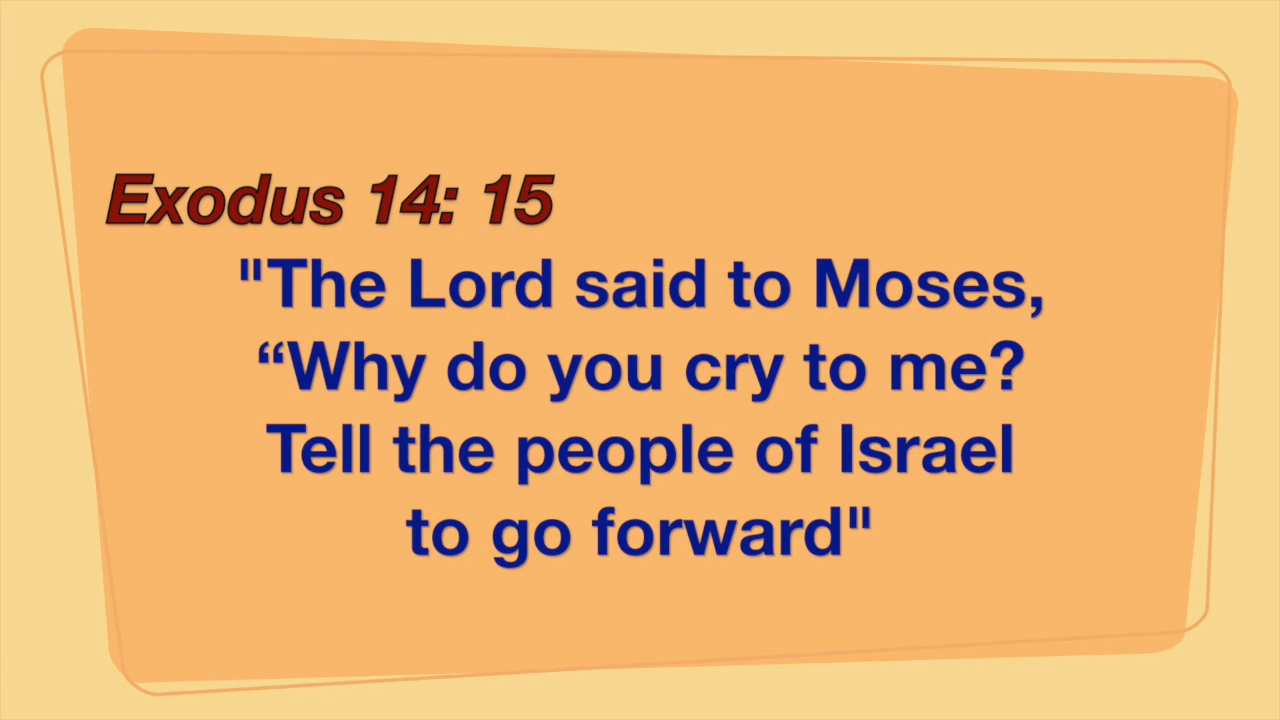 Exodus 14: 15
"The Lord said to Moses,
“Why do you cry to me?
Tell the people of Israel
to go forward"